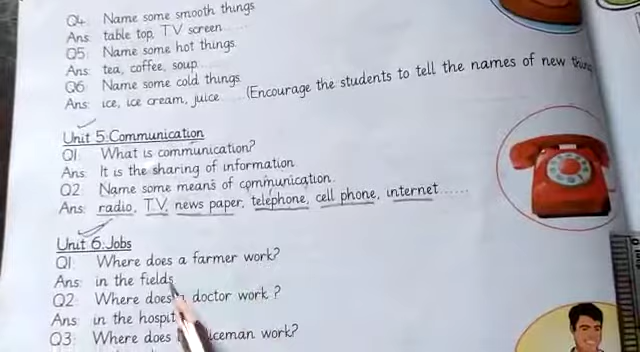 Q4: Name some smooth things
Ans: table top, TV screen......
Q5: Name some hot things.
Ans: tea, coffee, soup......
Q6: Name some cold things
Ans: ice, ice cream, juice......(Encourage the students to tell the names of new
Unit 5:Communication
Q1: What is communication?
Ans: It is the sharing of information.
Q2: Name some means of communication.
Ans: radio, T.V, news paper, telephone, cell phone, internet......
Unit 6:Jobs
Q1: Where does a farmer work?
Ans: in the fields
Q2: Where does doctor work ?
Ans: in the
Q3: Where does work?